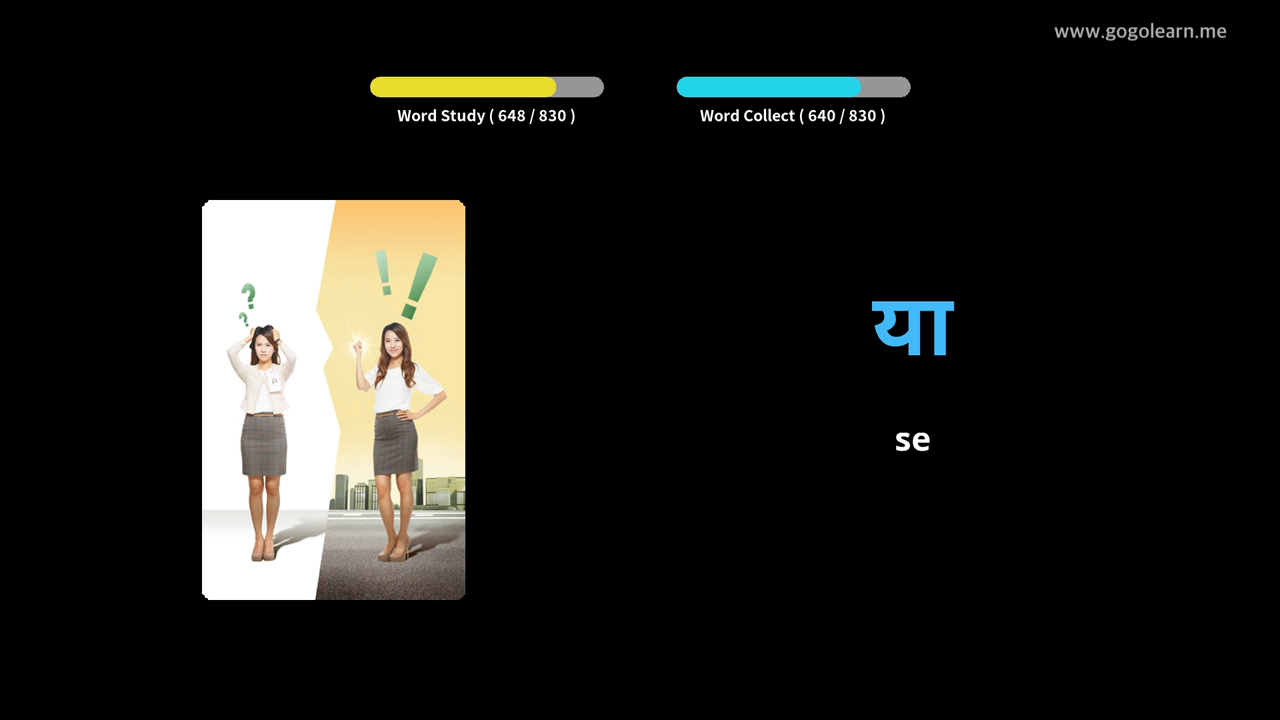 www.gogolearn.me
Word Study ( 648 / 830 )
Word Collect ( 640 / 830 )
? ! !
?
या
se